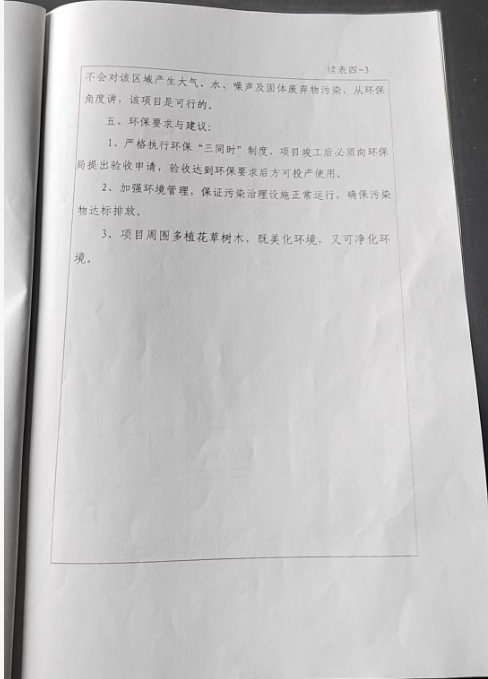 续表四-3
不会对该区域产生大气、水、噪声及固体废弃物污染，从环保
角度讲，该项目是可行的。
五、环保要求与建议：
1、严格执行环保“三同时”制度，项目竣工后必须向环保
局提出验收申请，验收达到环保要求后方可投产使用。
2、加强环境管理，保证污染治理设施正常运行，确保污染
物达标排放。
3、项目周围多植花草树木，既美化环境，又可净化环
境。